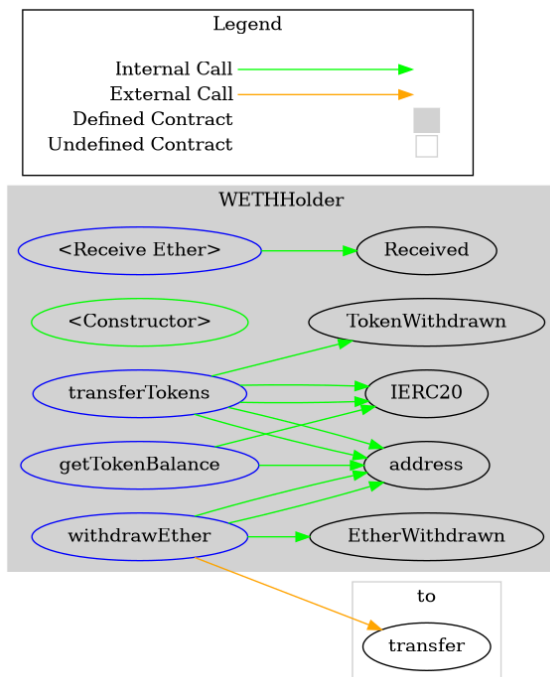 Legend
Internal Call
External Call
Defined Contract
Undefined Contract
WETHHolder
<Receive Ether>
Received
<Constructor>
TokenWithdrawn
transferTokens
IERC20
getTokenBalance
address
withdrawEther
EtherWithdrawn
to
transfer